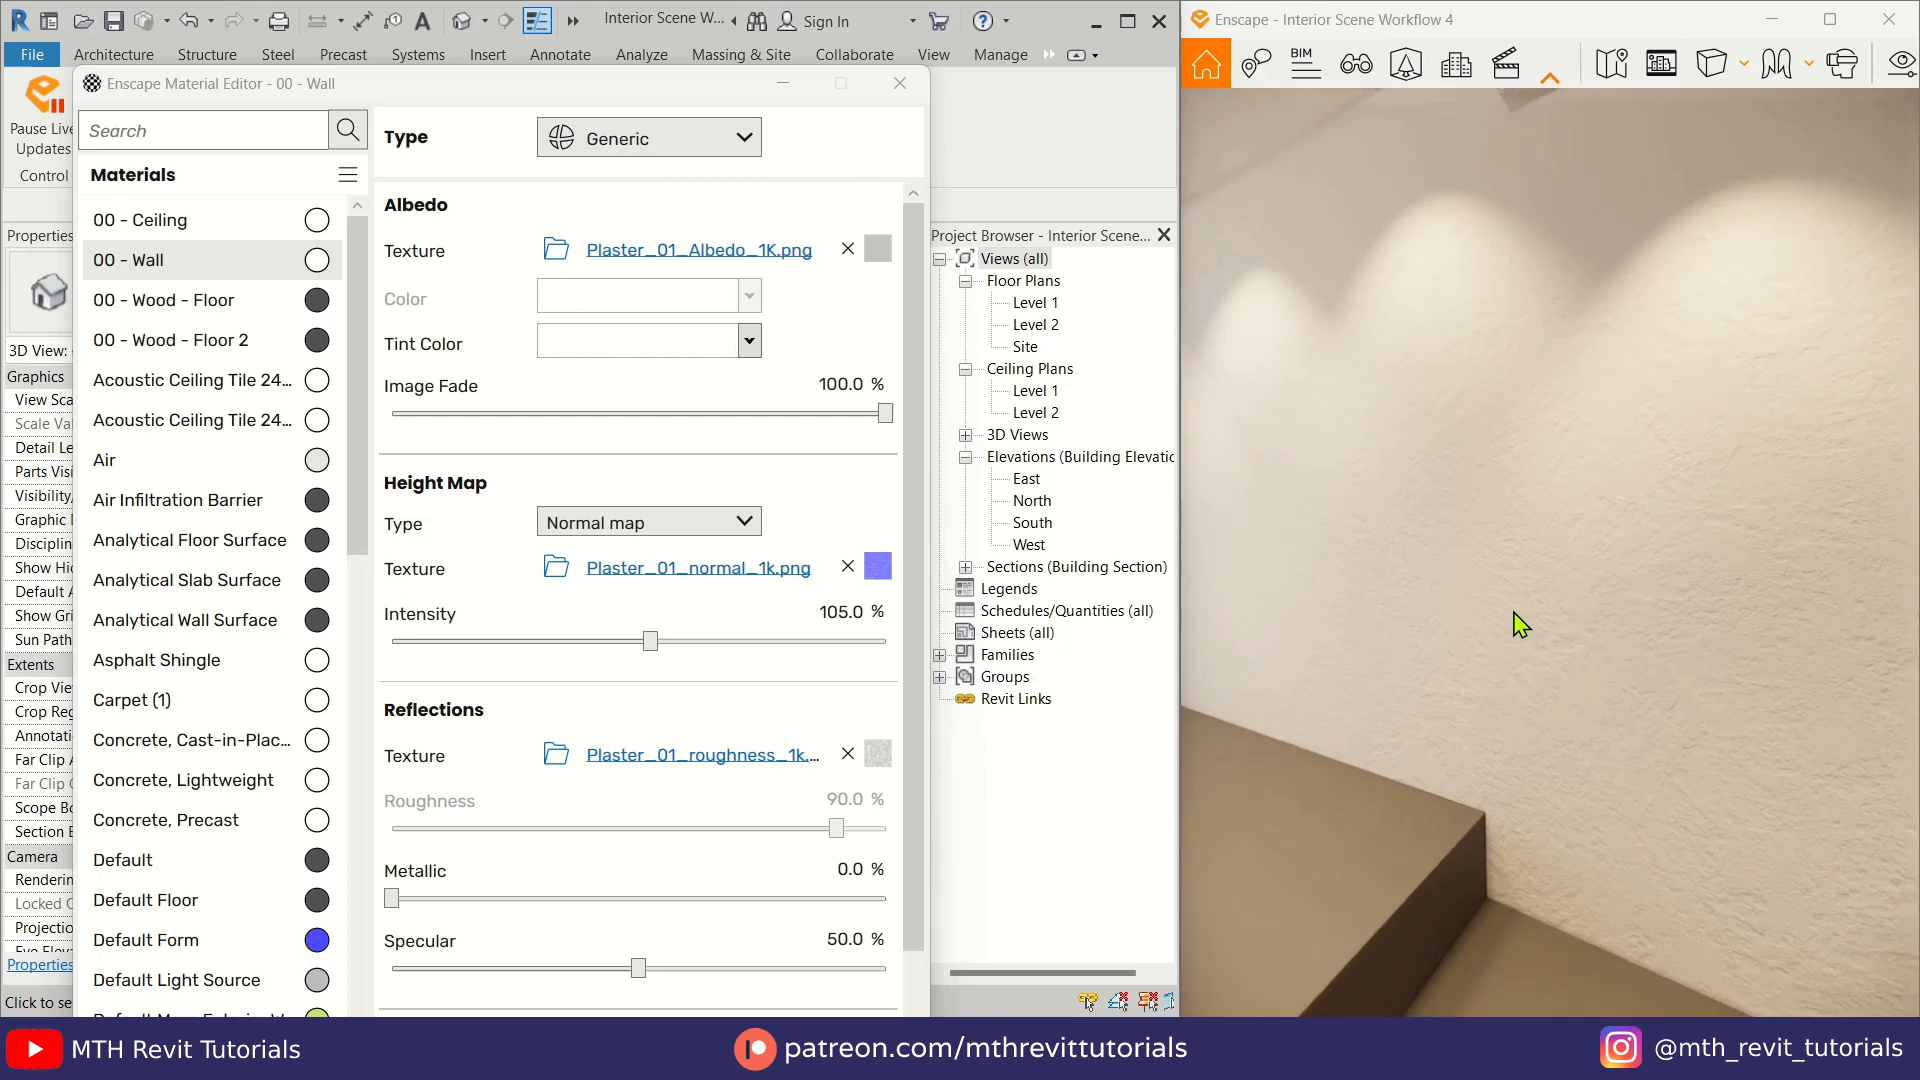 Interior Scene W...
Sign In
Enscape - Interior Scene Workflow 4
File
Architecture
Structure
Steel
Precast
Systems
Insert
Annotate
Analyze
Massing & Site
Collaborate
View
Manage
BIM
Enscape Material Editor - 00 - Wall
Pause Live
Updates
Control
Search
Type
Generic
Materials
00 - Ceiling
00 - Wall
00 - Wood - Floor
00 - Wood - Floor 2
Acoustic Ceiling Tile 24...
Acoustic Ceiling Tile 24...
Air
Air Infiltration Barrier
Analytical Floor Surface
Analytical Slab Surface
Analytical Wall Surface
Asphalt Shingle
Carpet (1)
Concrete, Cast-in-Plac...
Concrete, Lightweight
Concrete, Precast
Default
Default Floor
Default Form
Default Light Source
Albedo
Texture
Plaster_01_Albedo_1K.png
Color
Tint Color
Image Fade
100.0 %
Height Map
Type
Normal map
Texture
Plaster_01_normal_1k.png
Intensity
105.0 %
Reflections
Texture
Plaster_01_roughness_1k....
Roughness
90.0 %
Metallic
0.0 %
Specular
50.0 %
Properties
3D View:
Graphics
View Sca
Scale Val
Detail Le
Parts Visi
Visibility/
Graphic
Disciplin
Show Hi
Default A
Show Gri
Sun Path
Extents
Crop Vie
Crop Reg
Annotati
Far Clip A
Far Clip
Scope Bo
Section B
Camera
Renderin
Locked
Projectio
Properties
Click to se
Project Browser - Interior Scene...
Views (all)
Floor Plans
Level 1
Level 2
Site
Ceiling Plans
Level 1
Level 2
3D Views
Elevations (Building Elevatic
East
North
South
West
Sections (Building Section)
Legends
Schedules/Quantities (all)
Sheets (all)
Families
Groups
Revit Links
MTH Revit Tutorials
patreon.com/mthrevittutorials
@mth_revit_tutorials